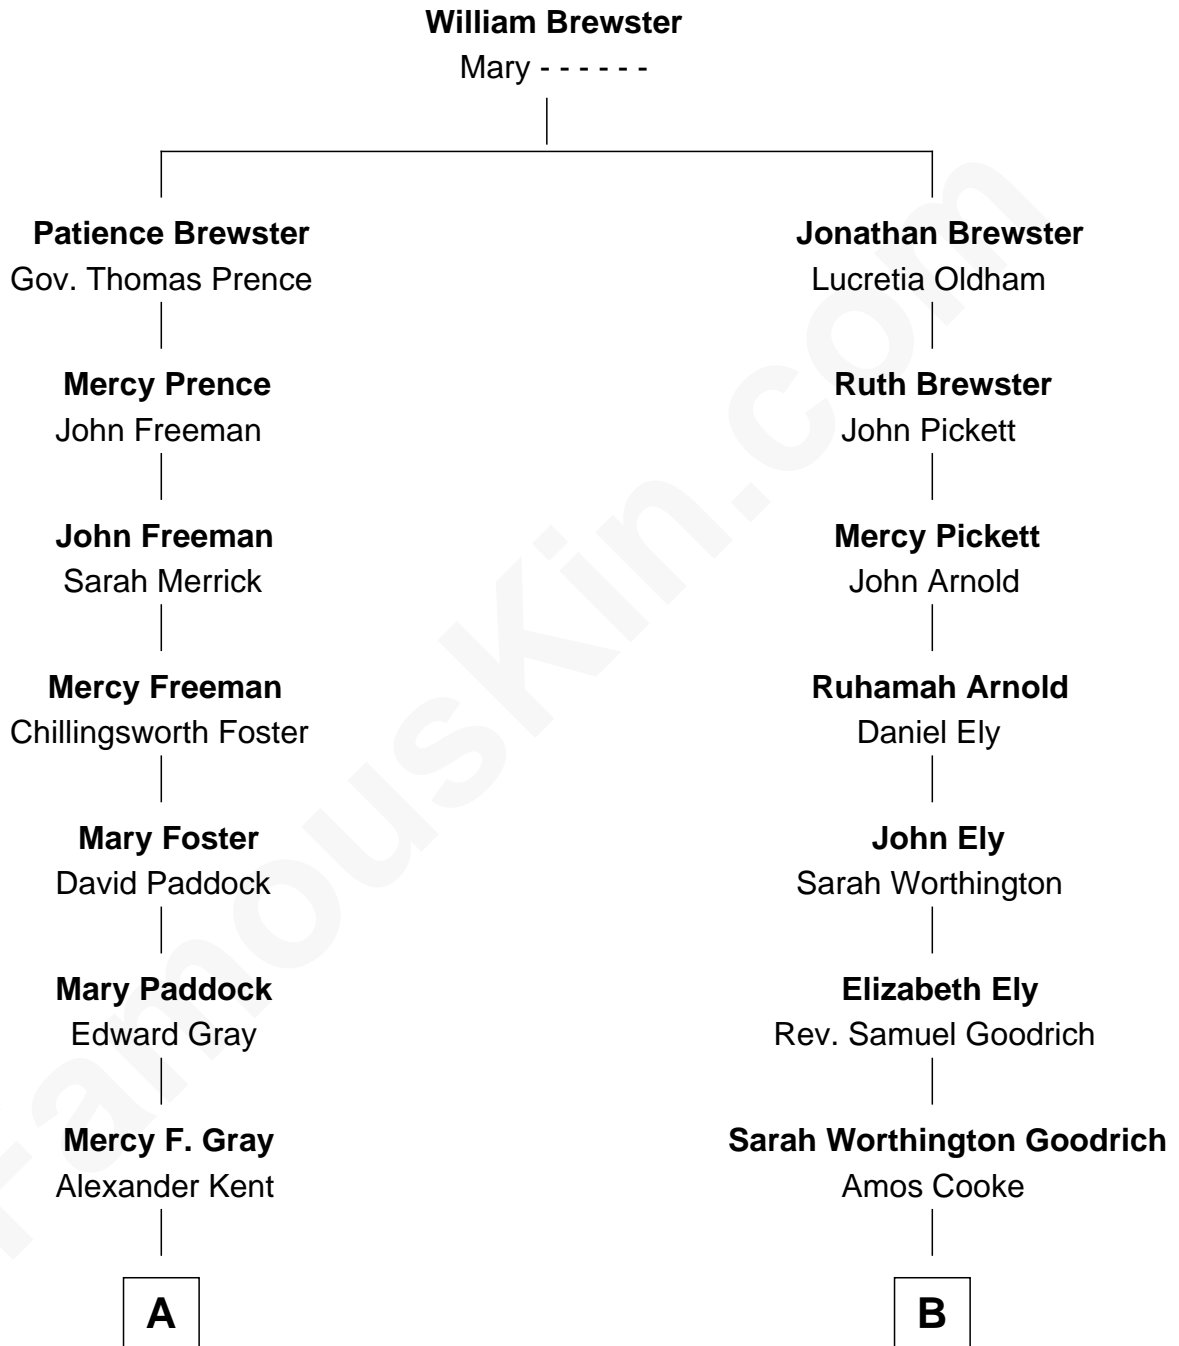 William Brewster
Mary - - - - - -
Patience Brewster
Gov. Thomas Prence
Jonathan Brewster
Lucretia Oldham
Mercy Prence
John Freeman
Ruth Brewster
John Pickett
John Freeman
Sarah Merrick
Mercy Pickett
John Arnold
Mercy Freeman
Chillingsworth Foster
Ruhamah Arnold
Daniel Ely
Mary Foster
David Paddock
John Ely
Sarah Worthington
Mary Paddock
Edward Gray
Elizabeth Ely
Rev. Samuel Goodrich
Mercy F. Gray
Alexander Kent
Sarah Worthington Goodrich
Amos Cooke
A
B
FamousKin.com